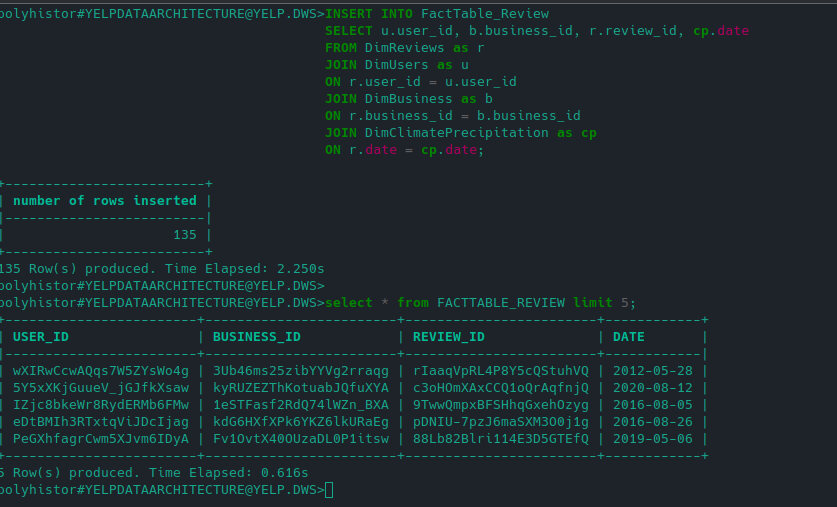 polyhistor#YELPDATAARCHITECTURE@YELP.DWS>INSERT INTO FactTable_Review
SELECT u.user_id, b.business_id, r.review_id, cp.date
FROM DimReviews as r
JOIN DimUsers as u
ON r.user_id = u.user_id
JOIN DimBusiness as b
ON r.business_id = b.business_id
JOIN DimClimatePrecipitation as cp
ON r.date = cp.date;
+-------------------------+
| number of rows inserted |
|-------------------------|
| 135 |
+-------------------------+
135 Row(s) produced. Time Elapsed: 2.250s
polyhistor#YELPDATAARCHITECTURE@YELP.DWS>
polyhistor#YELPDATAARCHITECTURE@YELP.DWS>select * from FACTTABLE_REVIEW limit 5;
+------------------------+------------------------+------------------------+------------+
| USER_ID | BUSINESS_ID | REVIEW_ID | DATE |
|------------------------+------------------------+------------------------+------------|
| wXIRwCcwAQqs7W5ZYsWo4g | 3Ub46ms25zibYYVg2rraqg | rIaaqVpRL4P8Y5cQStuhVQ | 2012-05-28 |
| 5Y5xXKjGuueV_jGJfkXsaw | kyRUZEZThKotuabJQfuXYA | c3oHOmXAxCCQ1oQrAqfnjQ | 2020-08-12 |
| IZjc8bkeWr8RydERMb6FMw | 1eSTFasf2RdQ74lWZn_BXA | 9TwwQmpxBFSHhqGxehOzyg | 2016-08-05 |
| eDtBMIh3RTxtqViJDcIjag | kdG6HXfXPk6YKZ6lkURaEg | pDNIU-7pzJ6maSXM3O0j1g | 2016-08-26 |
| PeGXhfagrCwm5XJvm6IDyA | Fv1OvtX40OUzaDL0P1itsw | 88Lb82Blri114E3D5GTEfQ | 2019-05-06 |
+------------------------+------------------------+------------------------+------------+
5 Row(s) produced. Time Elapsed: 0.616s
polyhistor#YELPDATAARCHITECTURE@YELP.DWS>